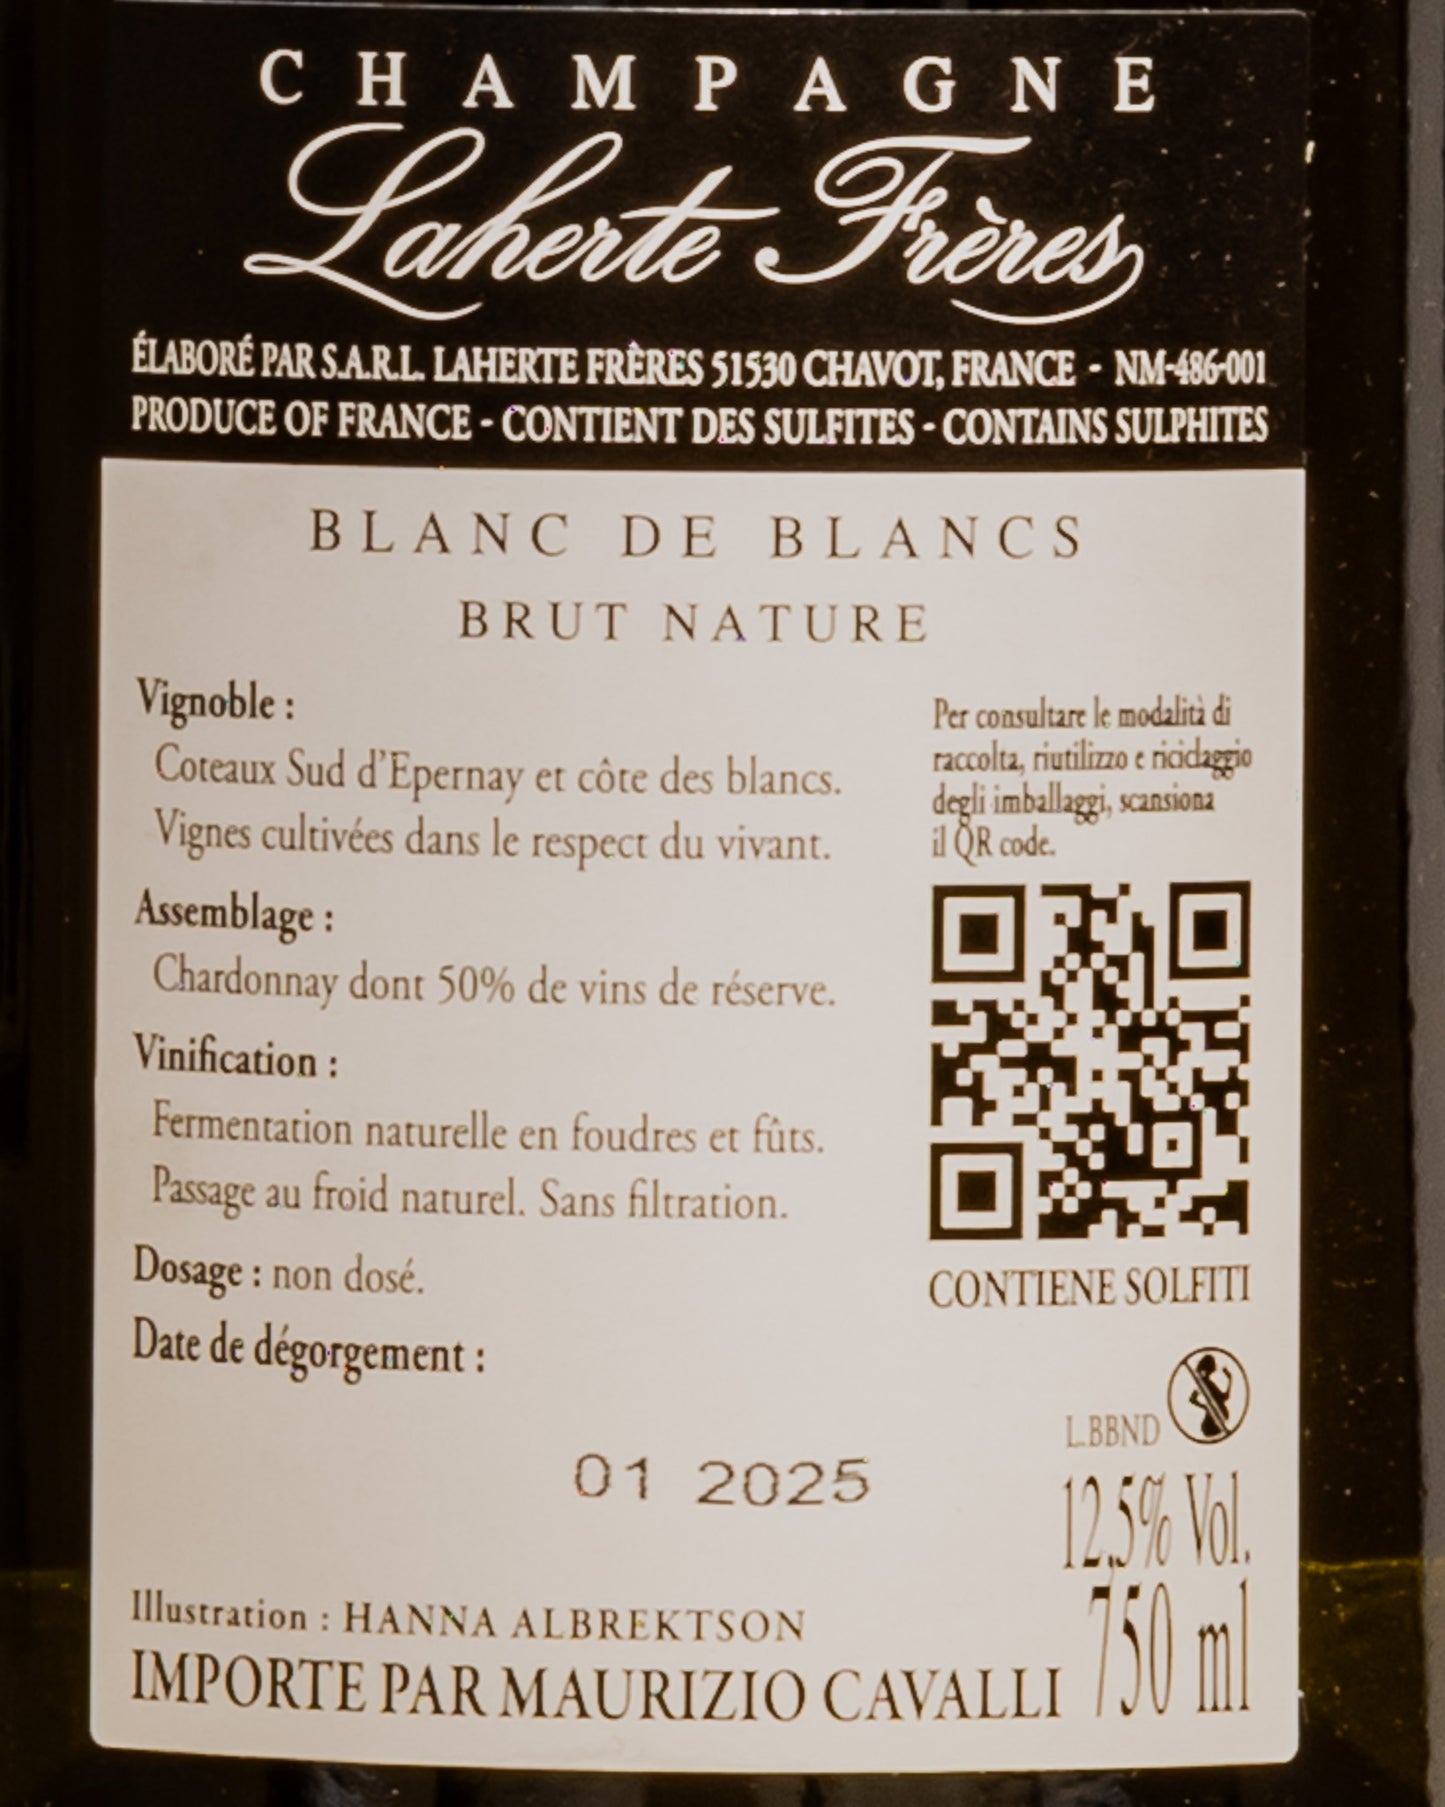 CHAMPAGNE
Laherte Frères
ÉLABORÉ PAR S.A.R.L. LAHERTE FRÈRES 51530 CHAVOT, FRANCE - NM-486-001
PRODUCE OF FRANCE - CONTIENT DES SULFITES - CONTAINS SULPHITES
BLANC DE BLANCS
BRUT NATURE
Vignoble :
Coteaux Sud d'Epernay et côte des blancs.
Vignes cultivées dans le respect du vivant.
Assemblage :
Chardonnay dont 50% de vins de réserve.
Vinification :
Fermentation naturelle en foudres et fûts.
Passage au froid naturel. Sans filtration.
Dosage : non dosé.
Date de dégorgement :
01 2025
Per consultare le modalità di
raccolta, riutilizzo e riciclaggio
degli imballaggi, scansiona
il QR code.
CONTIENE SOLFITI
L.BBND
12,5% Vol.
750 ml
Illustration : HANNA ALBREKTSON
IMPORTE PAR MAURIZIO CAVALLI